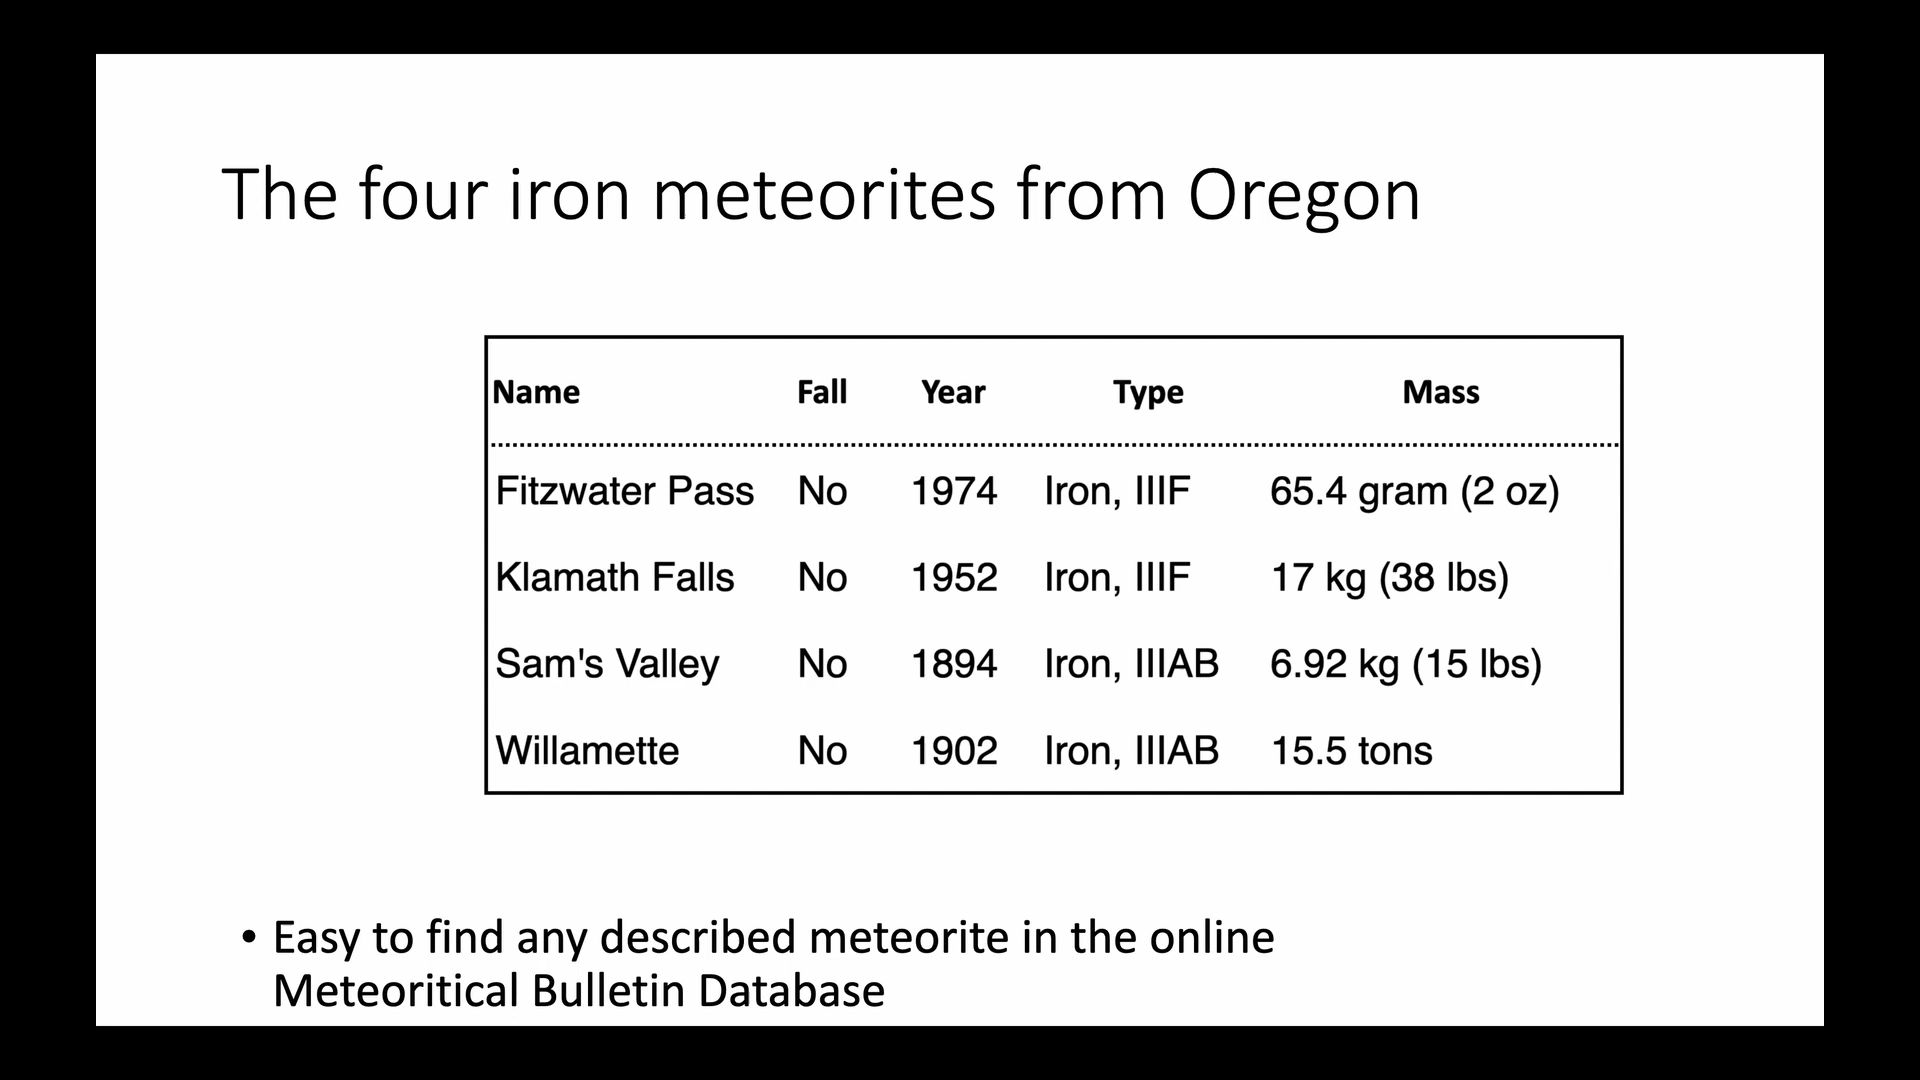 The four iron meteorites from Oregon
Name Fall Year Type Mass
Fitzwater Pass No 1974 Iron, IIIF 65.4 gram (2 oz)
Klamath Falls No 1952 Iron, IIIF 17 kg (38 lbs)
Sam's Valley No 1894 Iron, IIIAB 6.92 kg (15 lbs)
Willamette No 1902 Iron, IIIAB 15.5 tons
• Easy to find any described meteorite in the online
Meteoritical Bulletin Database